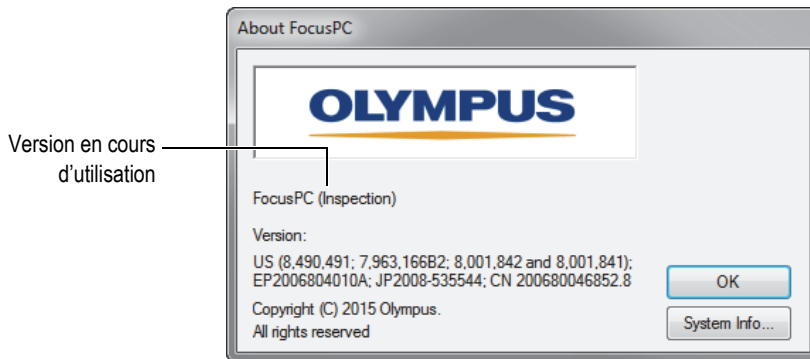 About FocusPC
OLYMPUS
Version en cours
d’utilisation
FocusPC (Inspection)
Version:
US (8,490,491; 7,963,166B2; 8,001,842 and 8,001,841);
EP2006804010A; JP2008-535544; CN 200680046852.8
OK
Copyright (C) 2015 Olympus.
All rights reserved
System Info...